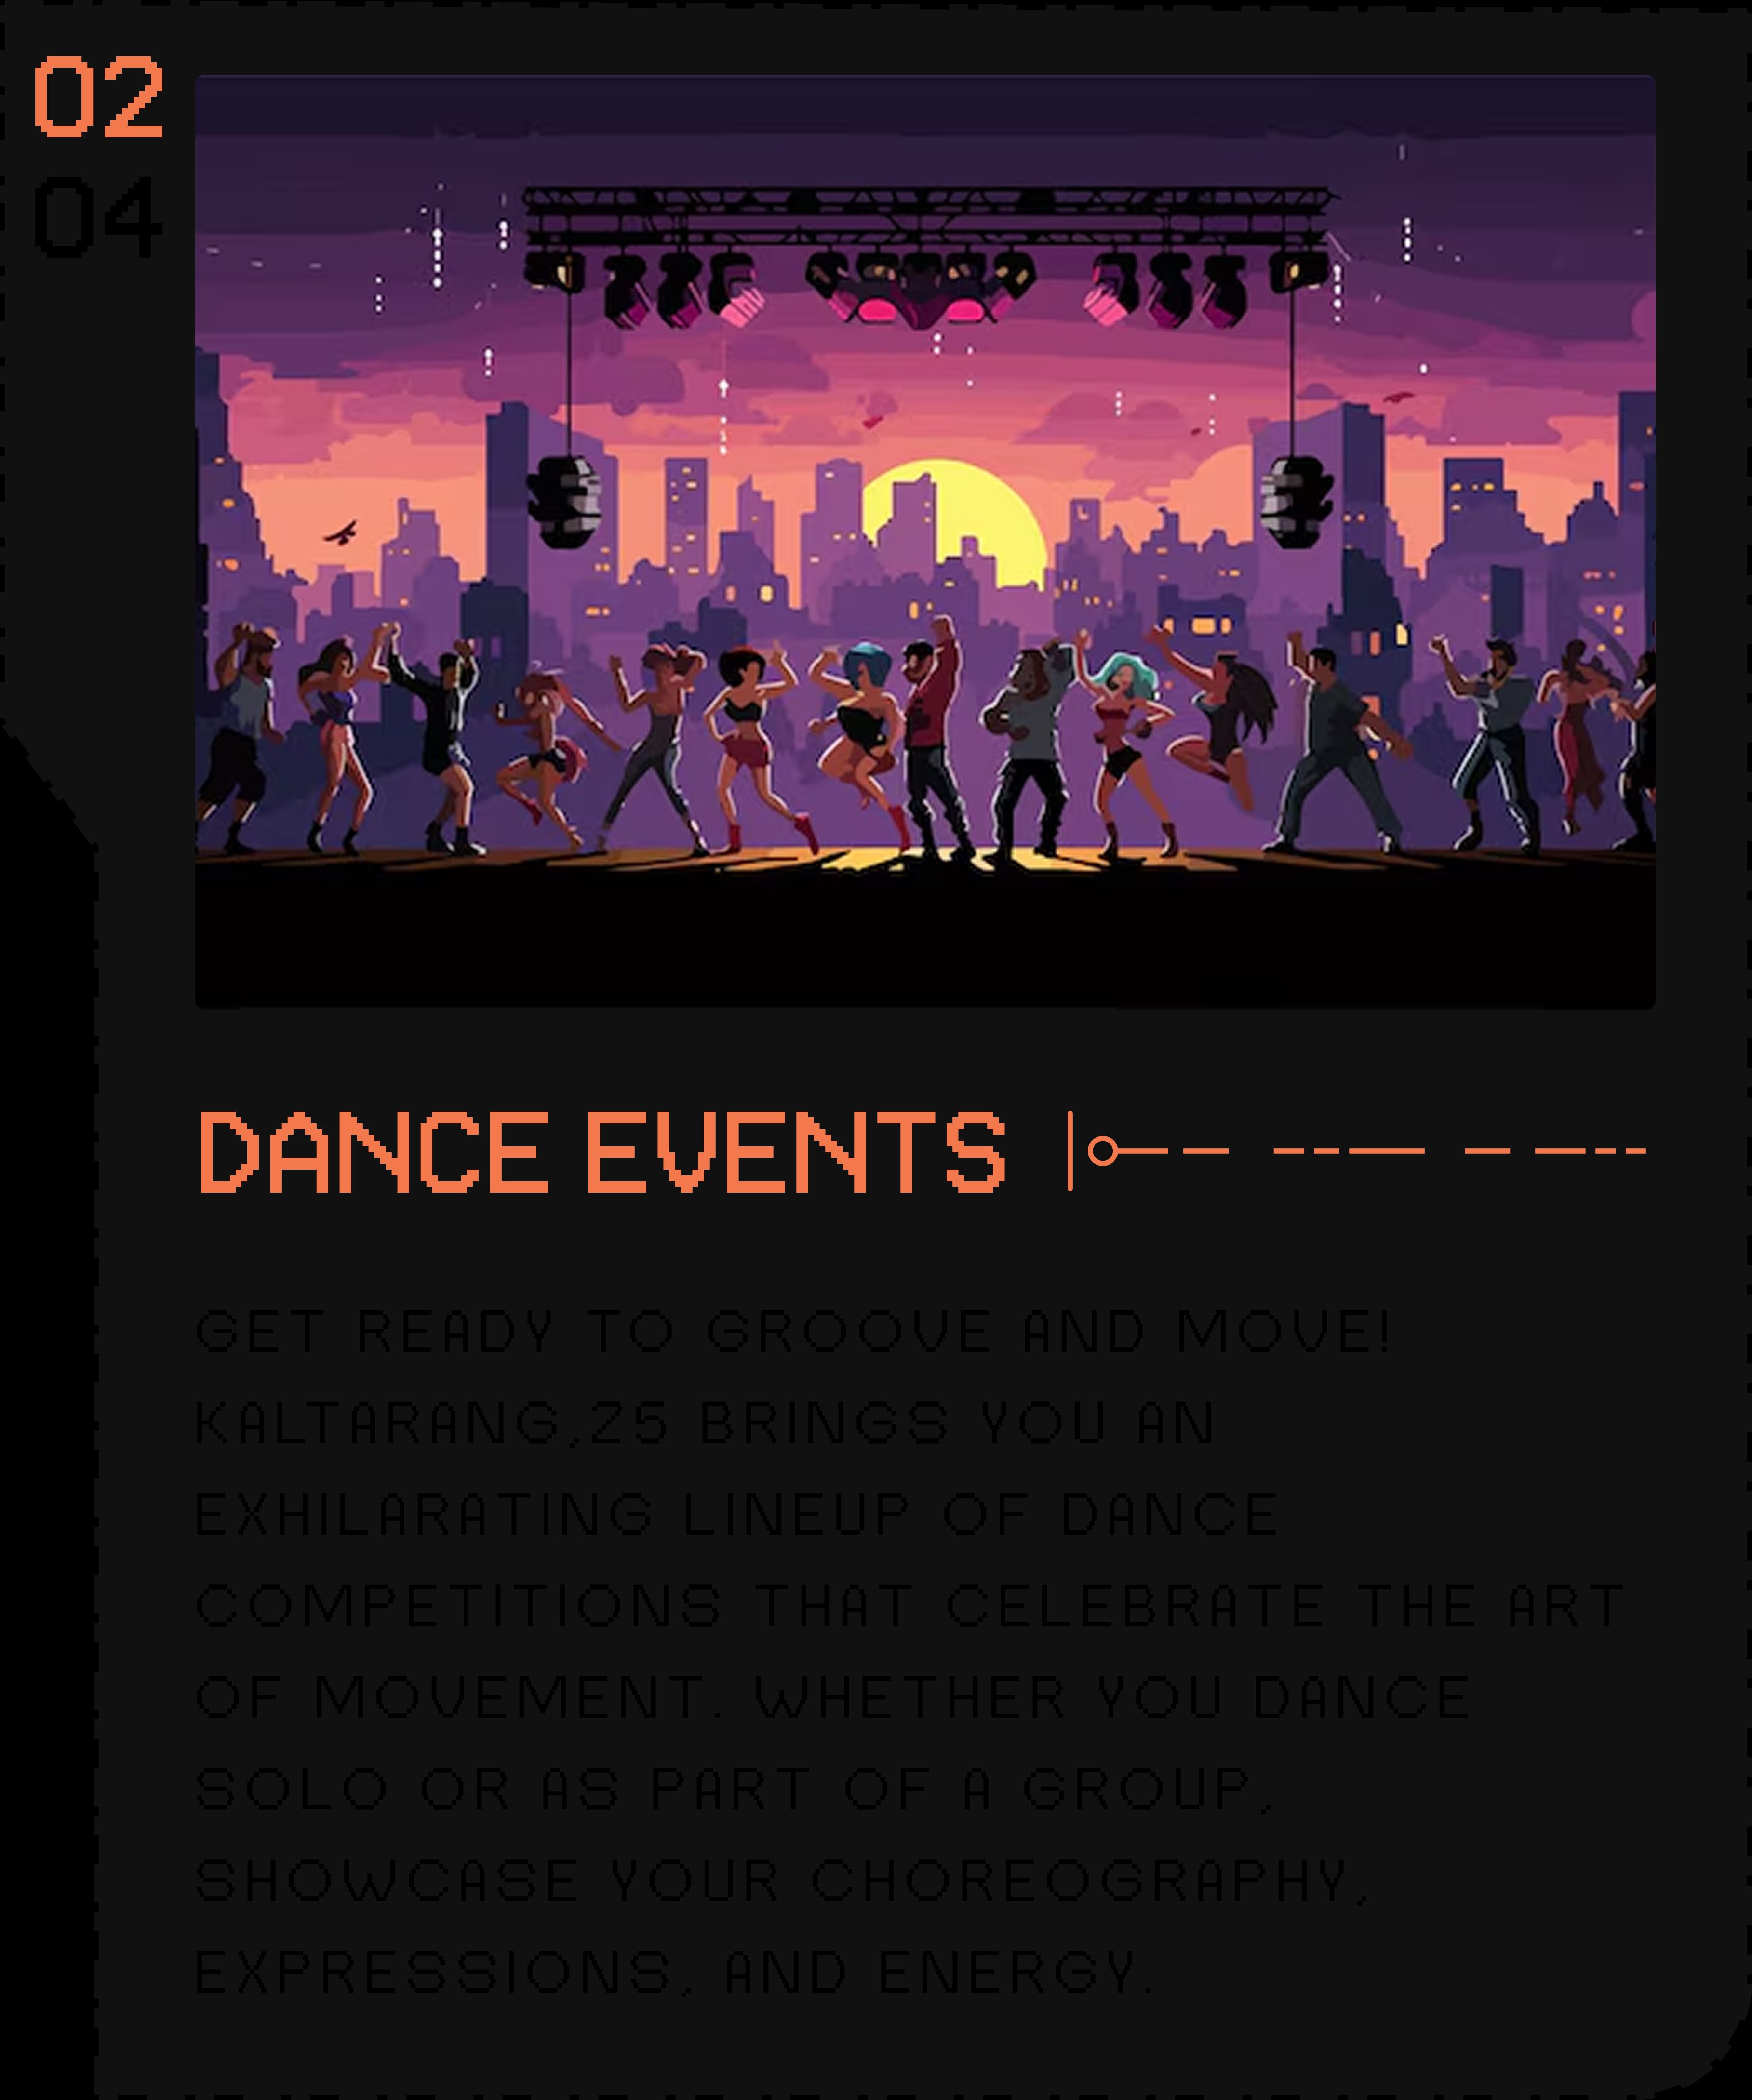 02
04
DANCE EVENTS
GET READY TO GROOVE AND MOVE!
KALTARANG,25 BRINGS YOU AN
EXHILARATING LINEUP OF DANCE
COMPETITIONS THAT CELEBRATE THE ART
OF MOVEMENT. WHETHER YOU DANCE
SOLO OR AS PART OF A GROUP,
SHOWCASE YOUR CHOREOGRAPHY,
EXPRESSIONS, AND ENERGY.